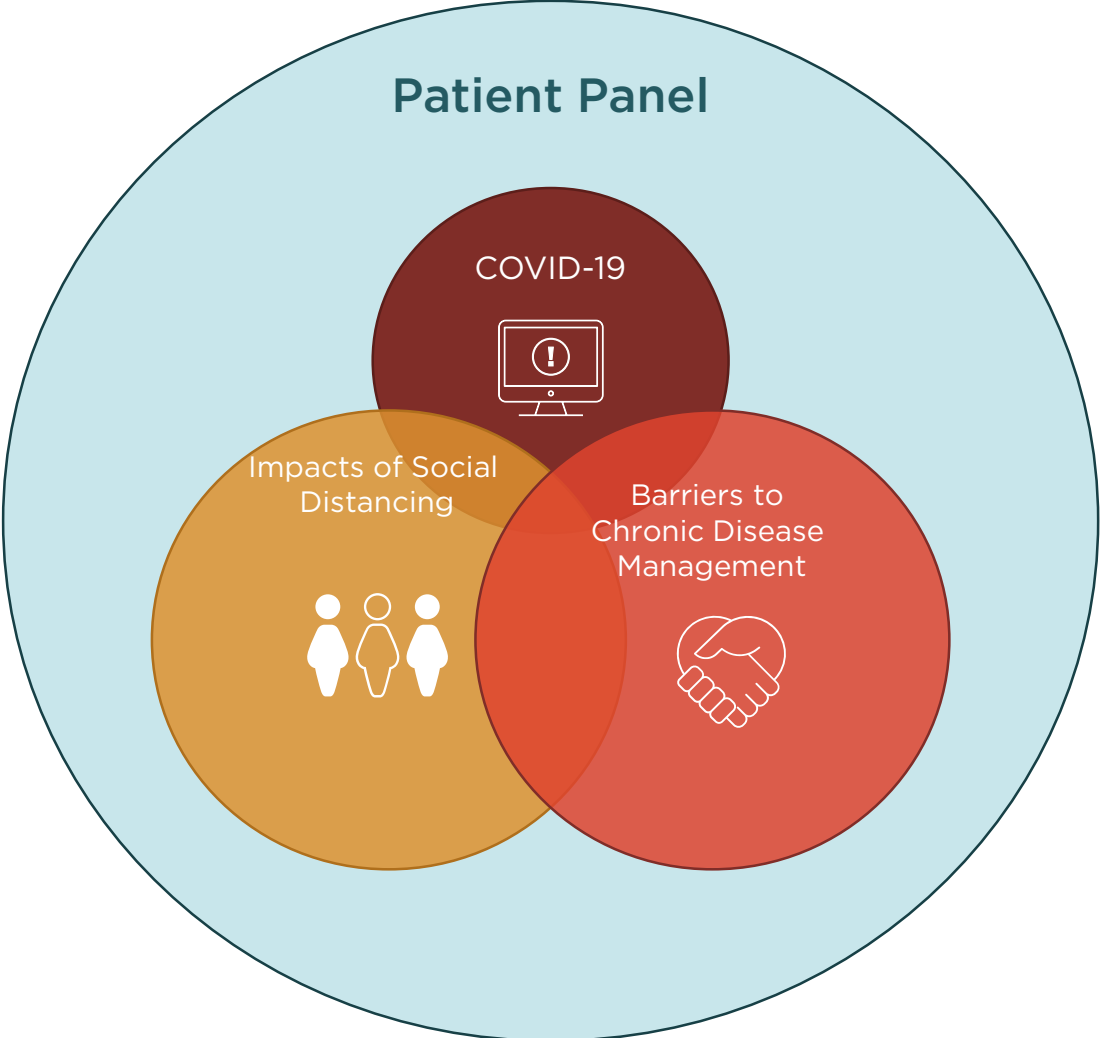 Patient Panel
COVID-19
!
Impacts of Social
Distancing
Barriers to
Chronic Disease
Management